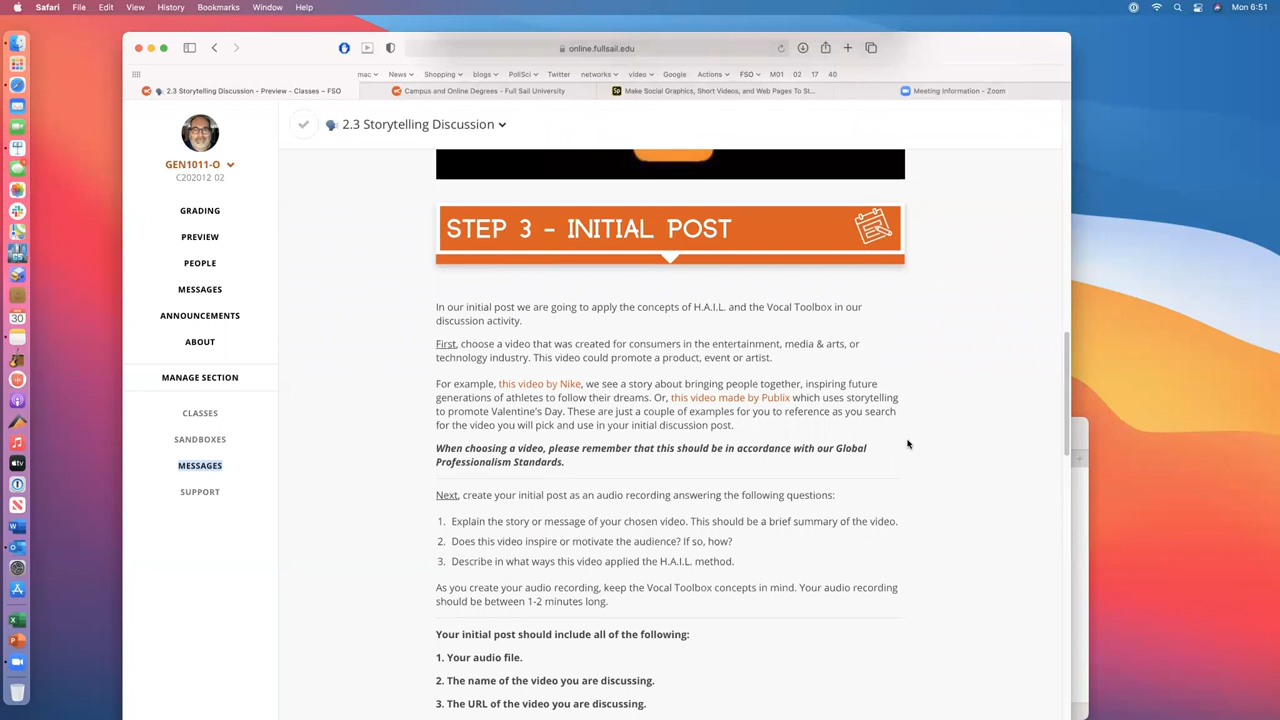 Safari File Edit View History Bookmarks Window Help Mon 6:51
online.fullsail.edu
mac News Shopping blogs PoliSci Twitter networks video Google Actions FSO M01 02 17 40
2.3 Storytelling Discussion - Preview - Classes ~ FSO
Campus and Online Degrees - Full Sail University
Sp Make Social Graphics, Short Videos, and Web Pages To St...
Meeting Information - Zoom
2.3 Storytelling Discussion
GEN1011-O
C202012 02
GRADING
PREVIEW
PEOPLE
MESSAGES
ANNOUNCEMENTS
ABOUT
MANAGE SECTION
CLASSES
SANDBOXES
MESSAGES
SUPPORT
STEP 3 - INITIAL POST
In our initial post we are going to apply the concepts of H.A.I.L. and the Vocal Toolbox in our
discussion activity.
First, choose a video that was created for consumers in the entertainment, media & arts, or
technology industry. This video could promote a product, event or artist.
For example, this video by Nike, we see a story about bringing people together, inspiring future
generations of athletes to follow their dreams. Or, this video made by Publix which uses storytelling
to promote Valentine's Day. These are just a couple of examples for you to reference as you search
for the video you will pick and use in your initial discussion post.
When choosing a video, please remember that this should be in accordance with our Global
Professionalism Standards.
Next, create your initial post as an audio recording answering the following questions:
1. Explain the story or message of your chosen video. This should be a brief summary of the video.
2. Does this video inspire or motivate the audience? If so, how?
3. Describe in what ways this video applied the H.A.I.L. method.
As you create your audio recording, keep the Vocal Toolbox concepts in mind. Your audio recording
should be between 1-2 minutes long.
Your initial post should include all of the following:
1. Your audio file.
2. The name of the video you are discussing.
3. The URL of the video you are discussing.